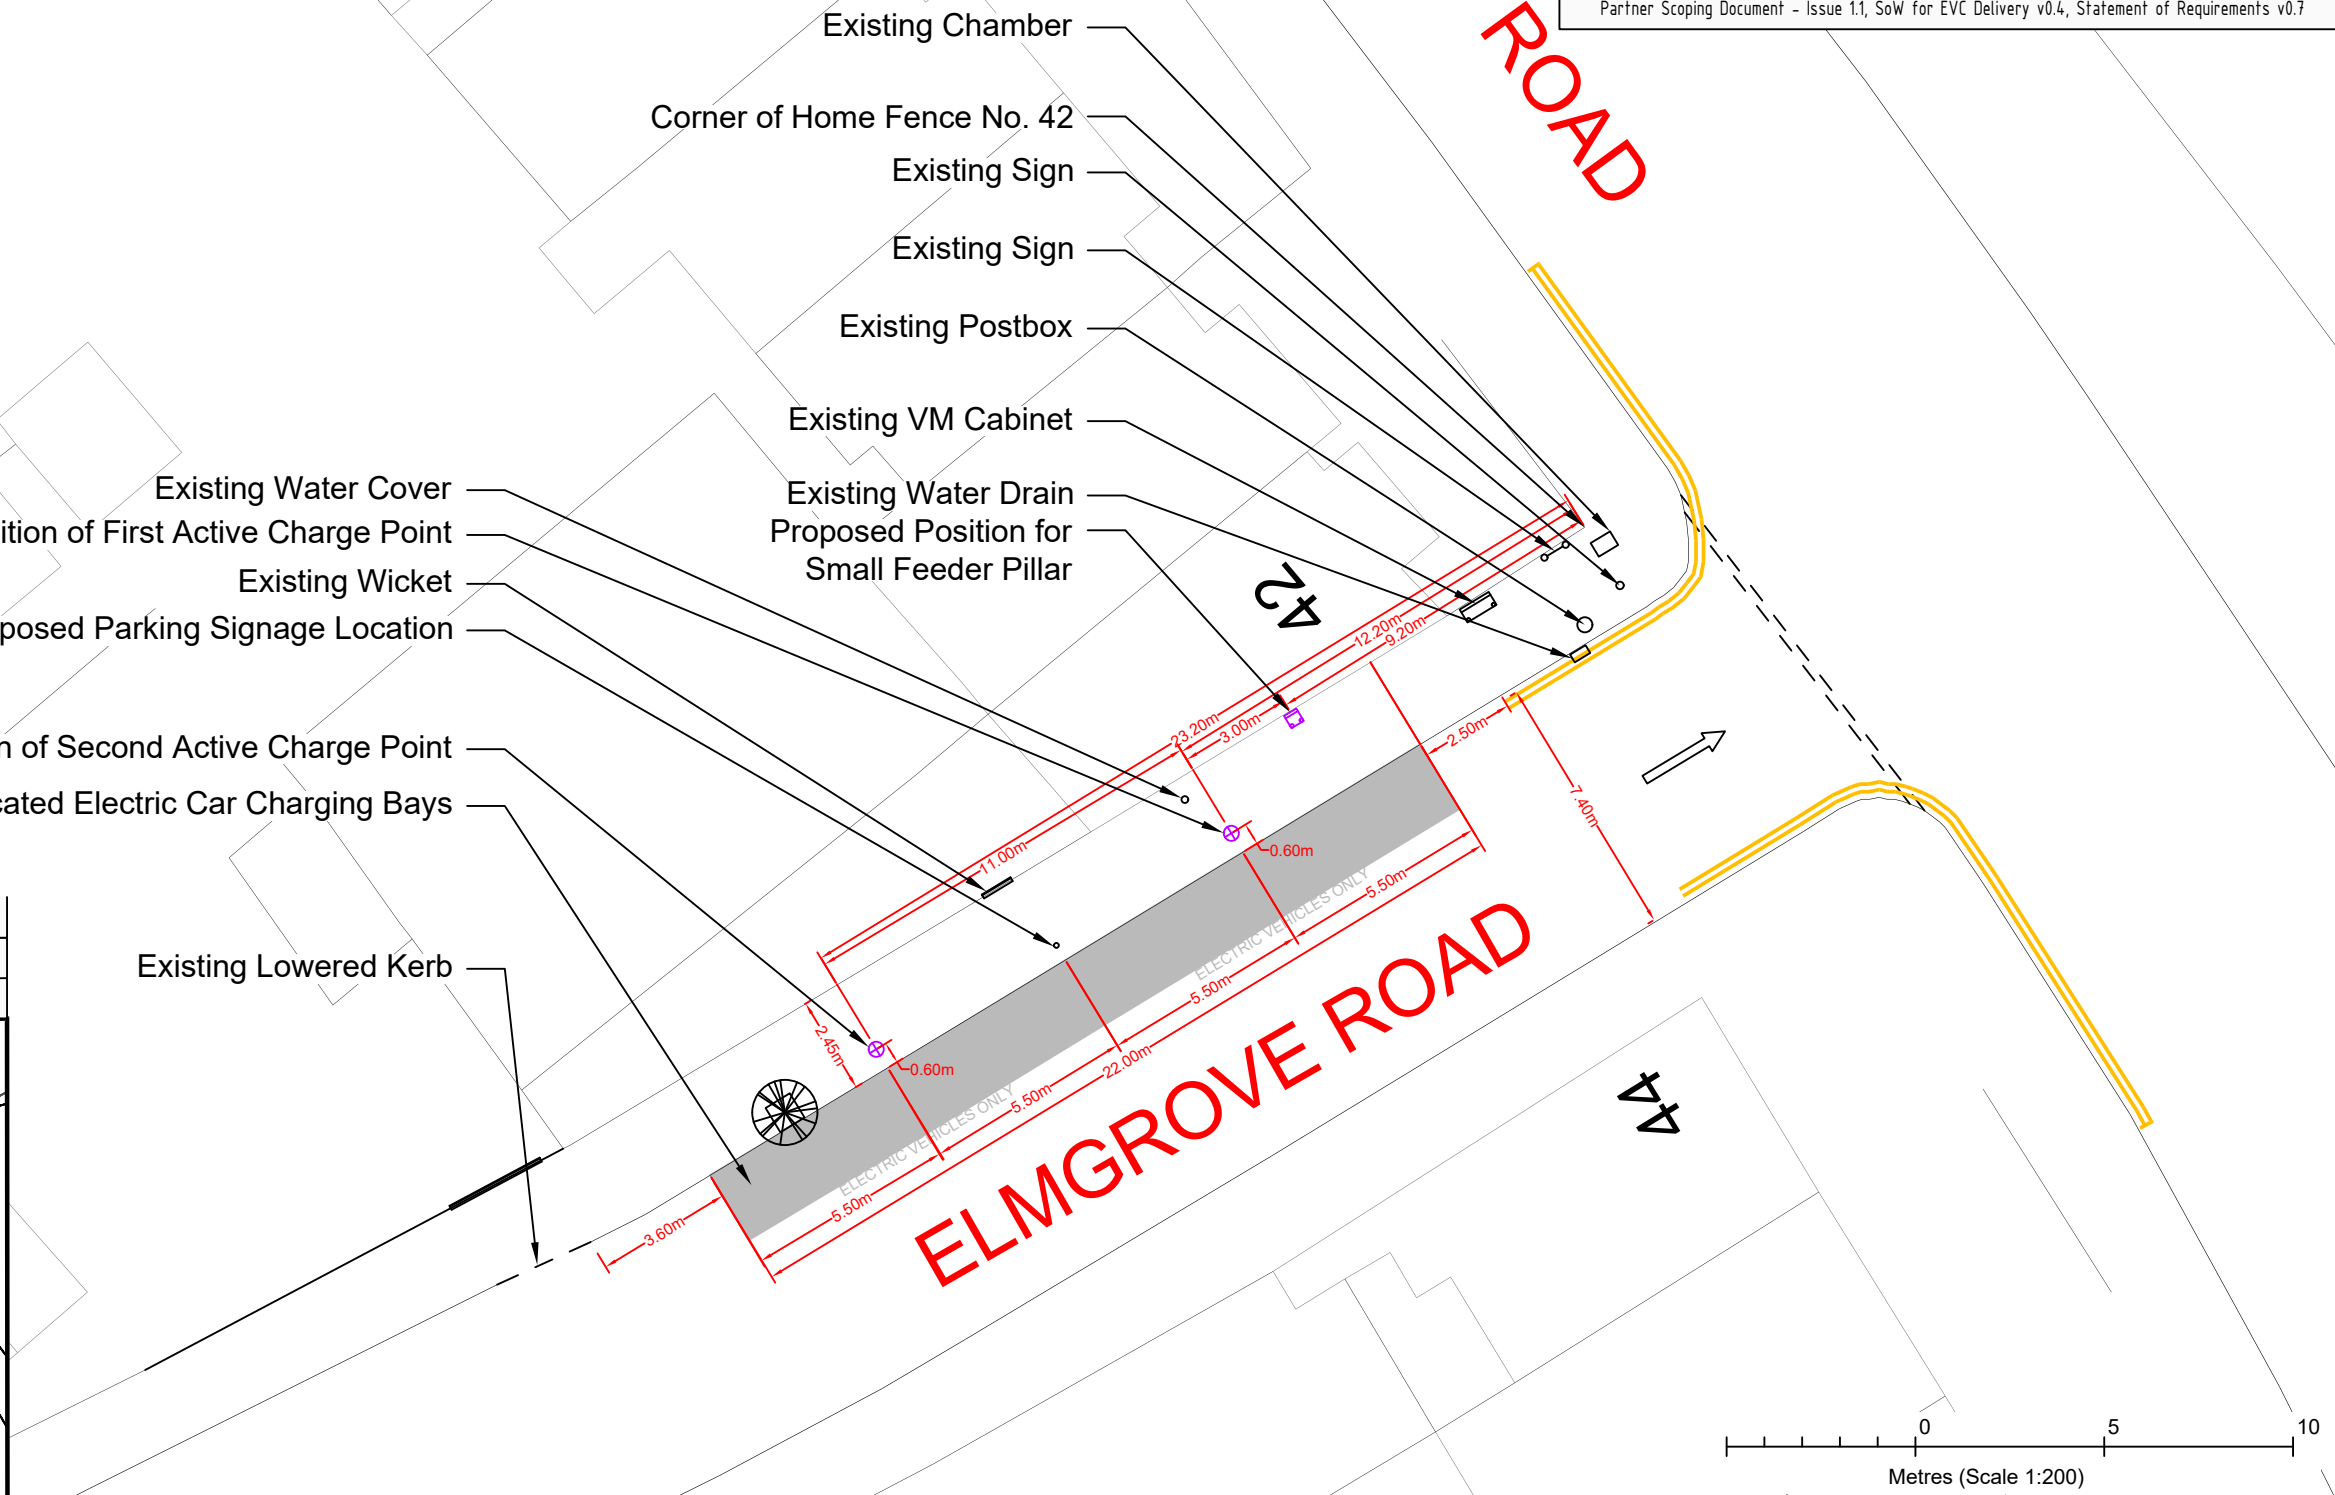 Partner Scoping Document - Issue 1.1, SoW for EVC Delivery v0.4, Statement of Requirements v0.7
ROAD
Existing Chamber
Corner of Home Fence No. 42
Existing Sign
Existing Sign
Existing Postbox
Existing VM Cabinet
Existing Water Drain
Proposed Position for
Small Feeder Pillar
Existing Water Cover
ition of First Active Charge Point
Existing Wicket
posed Parking Signage Location
n of Second Active Charge Point
cated Electric Car Charging Bays
Existing Lowered Kerb
42
12.20m
9.20m
23.20m
3.00m
2.50m
11.00m
7.40m
0.60m
5.50m
ELECTRIC VEHICLES ONLY
5.50m
2.45m
0.60m
22.00m
5.50m
ELECTRIC VEHICLES ONLY
5.50m
3.60m
ELMGROVE ROAD
44
0 5 10
Metres (Scale 1:200)